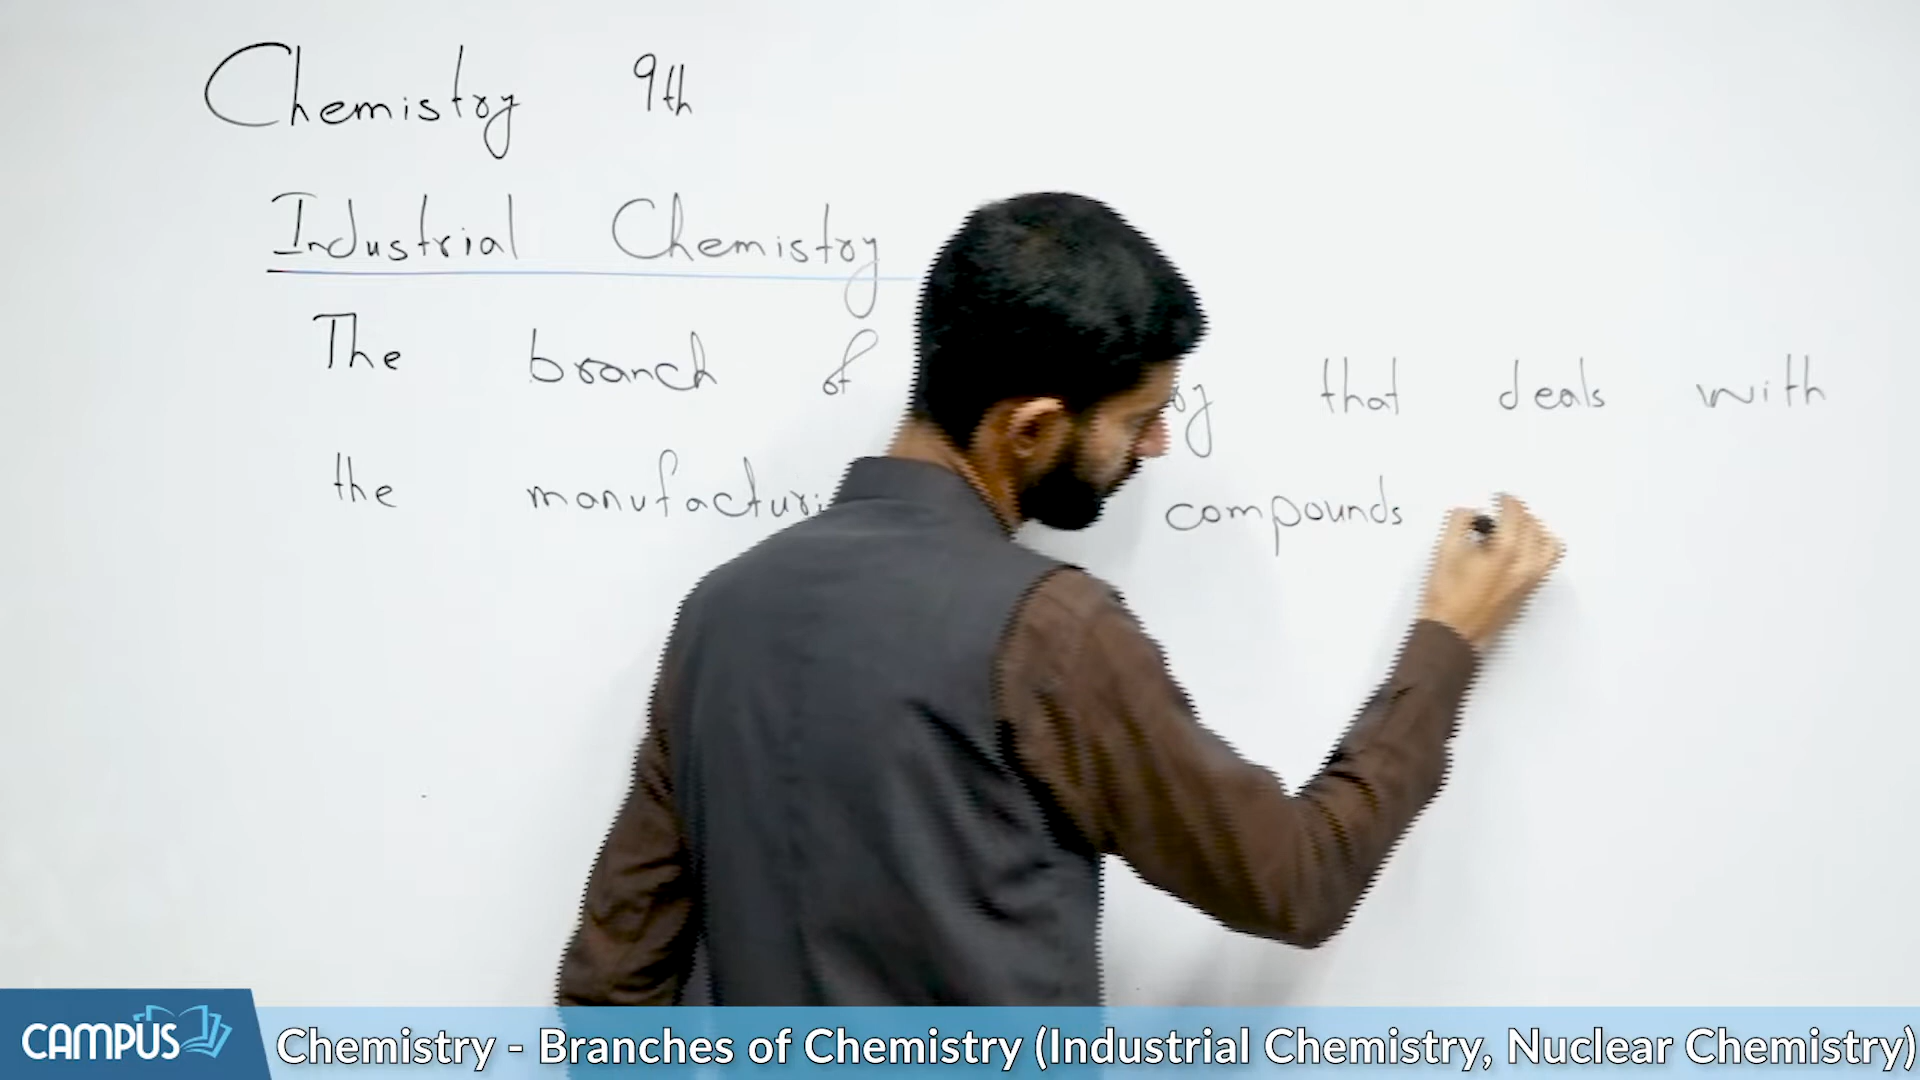 Chemistry 9th
Industrial Chemistry
The branch of that deals with
the compounds
CAMPUS Chemistry - Branches of Chemistry (Industrial Chemistry, Nuclear Chemistry)